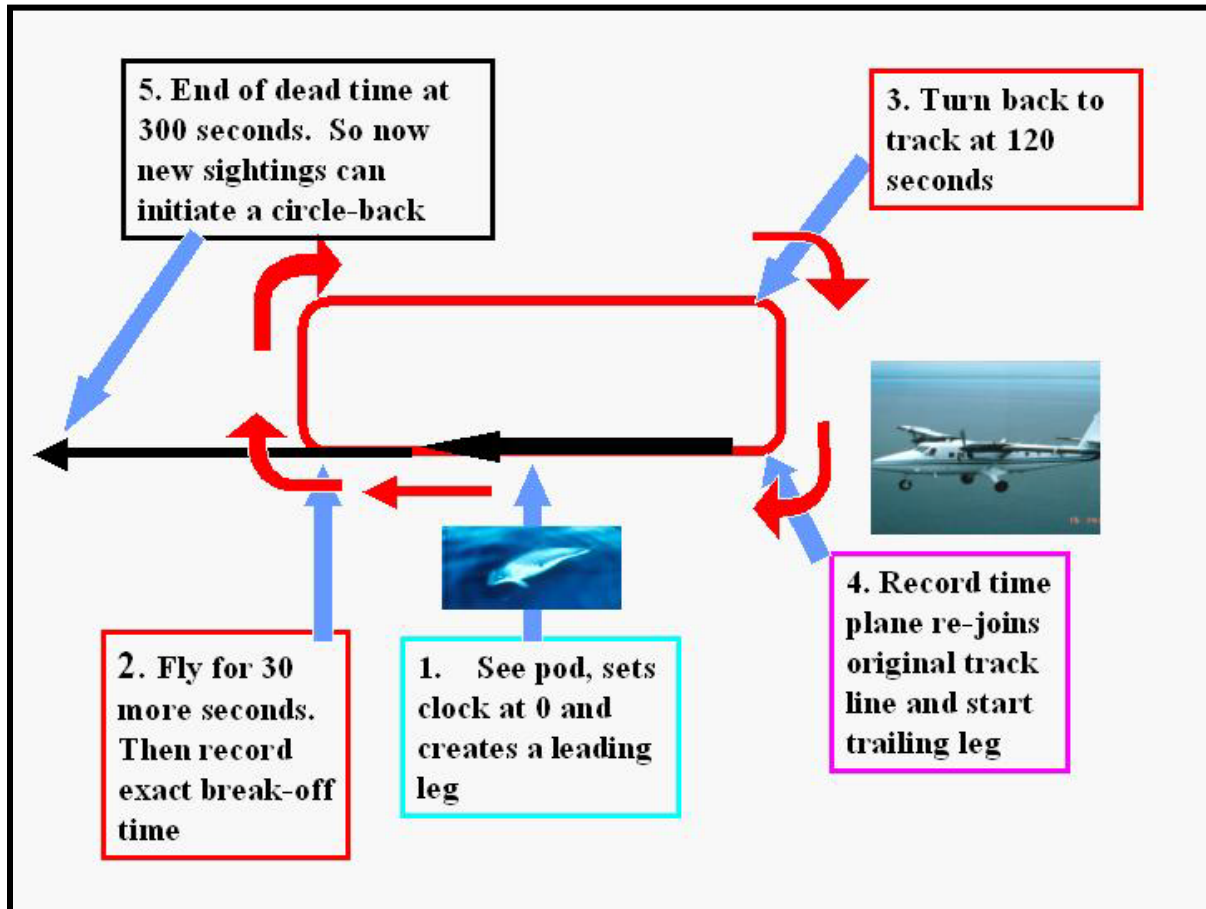 5. End of dead time at
300 seconds.  So now
new sightings can
initiate a circle-back
3. Turn back to
track at 120
seconds
2. Fly for 30
more seconds.
Then record
exact break-off
time
1.    See pod, sets
clock at 0 and
creates a leading
leg
4. Record time
plane re-joins
original track
line and start
trailing leg